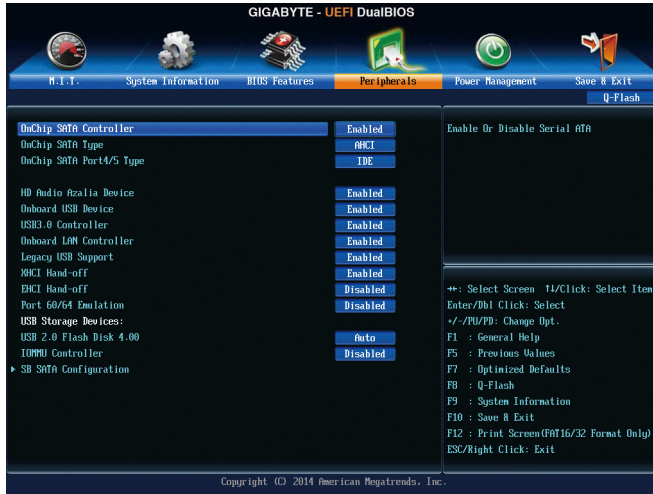 GIGABYTE - UEFI DualBIOS
M.I.T. System Information BIOS Features Peripherals Power Management Save & Exit
Q-Flash
OnChip SATA Controller Enabled
OnChip SATA Type AHCI
OnChip SATA Port4/5 Type IDE
HD Audio Azalia Device Enabled
Onboard USB Device Enabled
USB3.0 Controller Enabled
Onboard LAN Controller Enabled
Legacy USB Support Enabled
XHCI Hand-off Enabled
EHCI Hand-off Disabled
Port 60/64 Emulation Disabled
USB Storage Devices:
USB 2.0 Flash Disk 4.00 Auto
IOMMU Controller Disabled
SB SATA Configuration
Enable Or Disable Serial ATA
→←: Select Screen ↑↓/Click: Select Item
Enter/Dbl Click: Select
+/-/PU/PD: Change Opt.
F1 : General Help
F5 : Previous Values
F7 : Optimized Defaults
F8 : Q-Flash
F9 : System Information
F10 : Save & Exit
F12 : Print Screen(FAT16/32 Format Only)
ESC/Right Click: Exit
Copyright (C) 2014 American Megatrends, Inc.